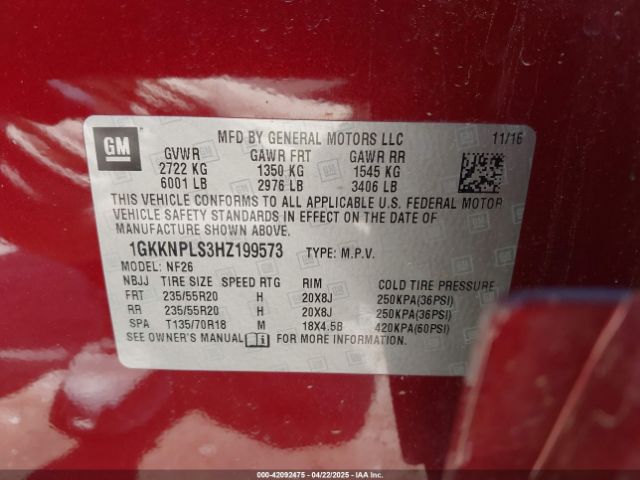 GM
MFD BY GENERAL MOTORS LLC 11/16
GVWR GAWR FRT GAWR RR
2722 KG 1350 KG 1545 KG
6001 LB 2976 LB 3406 LB
THIS VEHICLE CONFORMS TO ALL APPLICABLE U.S. FEDERAL MOTOR
VEHICLE SAFETY STANDARDS IN EFFECT ON THE DATE OF
MANUFACTURE SHOWN ABOVE.
1GKKNPLS3HZ199573 TYPE: M.P.V.
MODEL: NF26
NBJJ TIRE SIZE SPEED RTG RIM COLD TIRE PRESSURE
FRT 235/55R20 H 20X8J 250KPA(36PSI)
RR 235/55R20 H 20X8J 250KPA(36PSI)
SPA T135/70R18 M 18X4.5B 420KPA(60PSI)
SEE OWNER'S MANUAL FOR MORE INFORMATION.
000-42092475 - 04/22/2025 - IAAI.COM